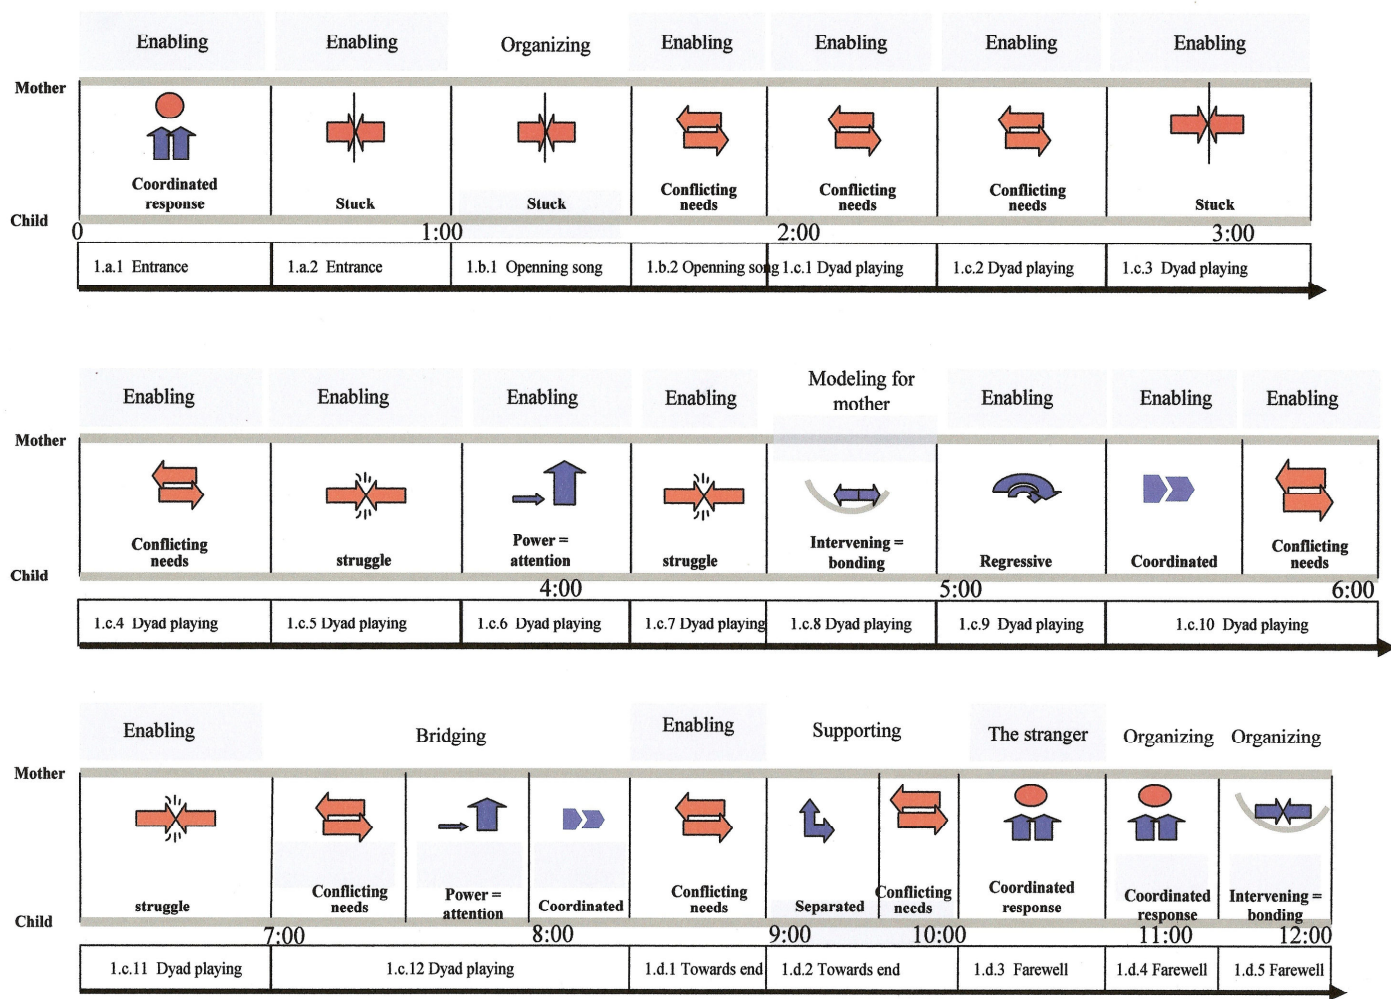 Enabling Enabling Organizing Enabling Enabling Enabling Enabling
Mother
Coordinated
response
Stuck
Stuck
Conflicting
needs
Conflicting
needs
Conflicting
needs
Stuck
Child
0 1:00 2:00 3:00
1.a.1 Entrance 1.a.2 Entrance 1.b.1 Openning song 1.b.2 Openning song 1.c.1 Dyad playing 1.c.2 Dyad playing 1.c.3 Dyad playing
Enabling Enabling Enabling Enabling
Modeling for
mother
Enabling Enabling Enabling
Mother
Conflicting
needs
struggle
Power =
attention
struggle
Intervening =
bonding
Regressive
Coordinated
Conflicting
needs
Child
4:00 5:00 6:00
1.c.4 Dyad playing 1.c.5 Dyad playing 1.c.6 Dyad playing 1.c.7 Dyad playing 1.c.8 Dyad playing 1.c.9 Dyad playing 1.c.10 Dyad playing
Enabling Bridging Enabling Supporting The stranger Organizing Organizing
Mother
struggle
Conflicting
needs
Power =
attention
Coordinated
Conflicting
needs
Separated
Conflicting
needs
Coordinated
response
Coordinated
response
Intervening =
bonding
Child
7:00 8:00 9:00 10:00 11:00 12:00
1.c.11 Dyad playing 1.c.12 Dyad playing 1.d.1 Towards end 1.d.2 Towards end 1.d.3 Farewell 1.d.4 Farewell 1.d.5 Farewell